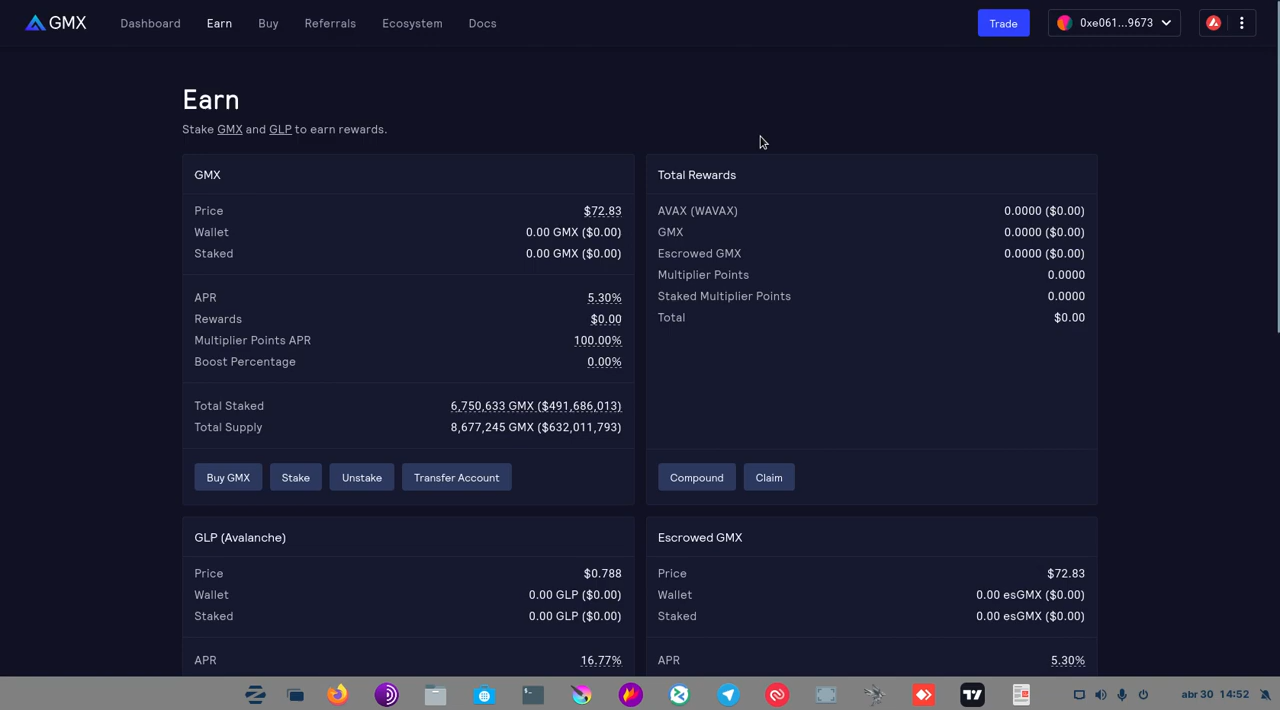 GMX Dashboard Earn Buy Referrals Ecosystem Docs Trade 0xe061...9673
Earn
Stake GMX and GLP to earn rewards.
GMX
Price $72.83
Wallet 0.00 GMX ($0.00)
Staked 0.00 GMX ($0.00)
APR 5.30%
Rewards $0.00
Multiplier Points APR 100.00%
Boost Percentage 0.00%
Total Staked 6,750,633 GMX ($491,686,013)
Total Supply 8,677,245 GMX ($632,011,793)
Buy GMX Stake Unstake Transfer Account
Total Rewards
AVAX (WAVAX) 0.0000 ($0.00)
GMX 0.0000 ($0.00)
Escrowed GMX 0.0000 ($0.00)
Multiplier Points 0.0000
Staked Multiplier Points 0.0000
Total $0.00
Compound Claim
GLP (Avalanche)
Price $0.788
Wallet 0.00 GLP ($0.00)
Staked 0.00 GLP ($0.00)
APR 16.77%
Escrowed GMX
Price $72.83
Wallet 0.00 esGMX ($0.00)
Staked 0.00 esGMX ($0.00)
APR 5.30%
abr 30 14:52